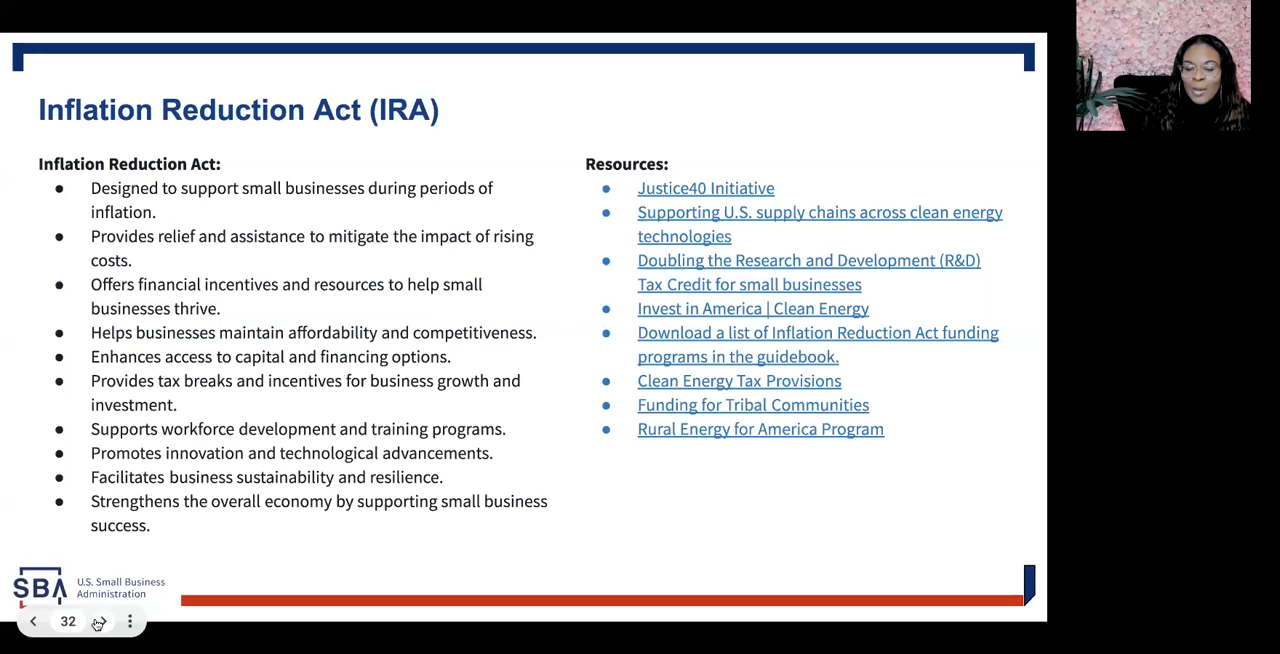 Inflation Reduction Act (IRA)
Inflation Reduction Act:
● Designed to support small businesses during periods of
inflation.
● Provides relief and assistance to mitigate the impact of rising
costs.
● Offers financial incentives and resources to help small
businesses thrive.
● Helps businesses maintain affordability and competitiveness.
● Enhances access to capital and financing options.
● Provides tax breaks and incentives for business growth and
investment.
● Supports workforce development and training programs.
● Promotes innovation and technological advancements.
● Facilitates business sustainability and resilience.
● Strengthens the overall economy by supporting small business
success.
Resources:
● Justice40 Initiative
● Supporting U.S. supply chains across clean energy
technologies
● Doubling the Research and Development (R&D)
Tax Credit for small businesses
● Invest in America | Clean Energy
● Download a list of Inflation Reduction Act funding
programs in the guidebook.
● Clean Energy Tax Provisions
● Funding for Tribal Communities
● Rural Energy for America Program
SBA
U.S. Small Business
Administration
32